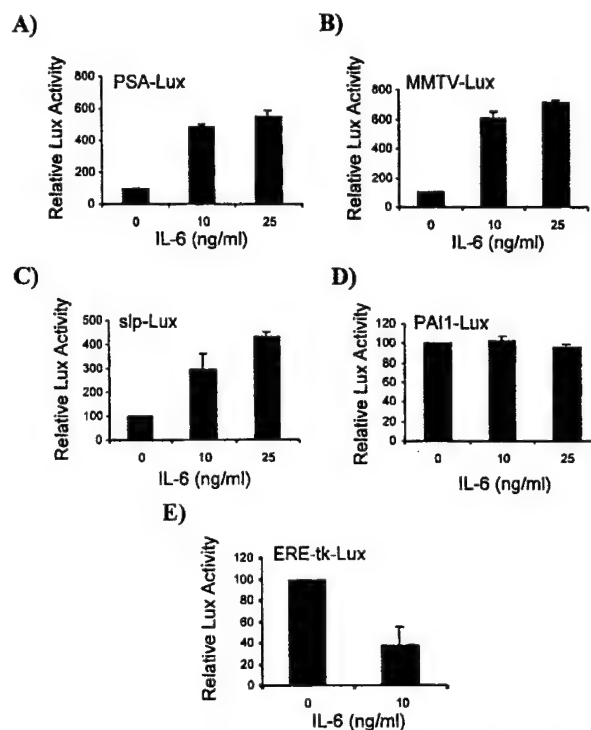 A)
PSA-Lux
Relative Lux Activity
800
600
400
200
0
0 10 25
IL-6 (ng/ml)
B)
MMTV-Lux
Relative Lux Activity
800
600
400
200
0
0 10 25
IL-6 (ng/ml)
C)
slp-Lux
Relative Lux Activity
500
400
300
200
100
0
0 10 25
IL-6 (ng/ml)
D)
PAI1-Lux
Relative Lux Activity
120
100
80
60
40
20
0
0 10 25
IL-6 (ng/ml)
E)
ERE-tk-Lux
Relative Lux Activity
120
100
80
60
40
20
0
0 10
IL-6 (ng/ml)